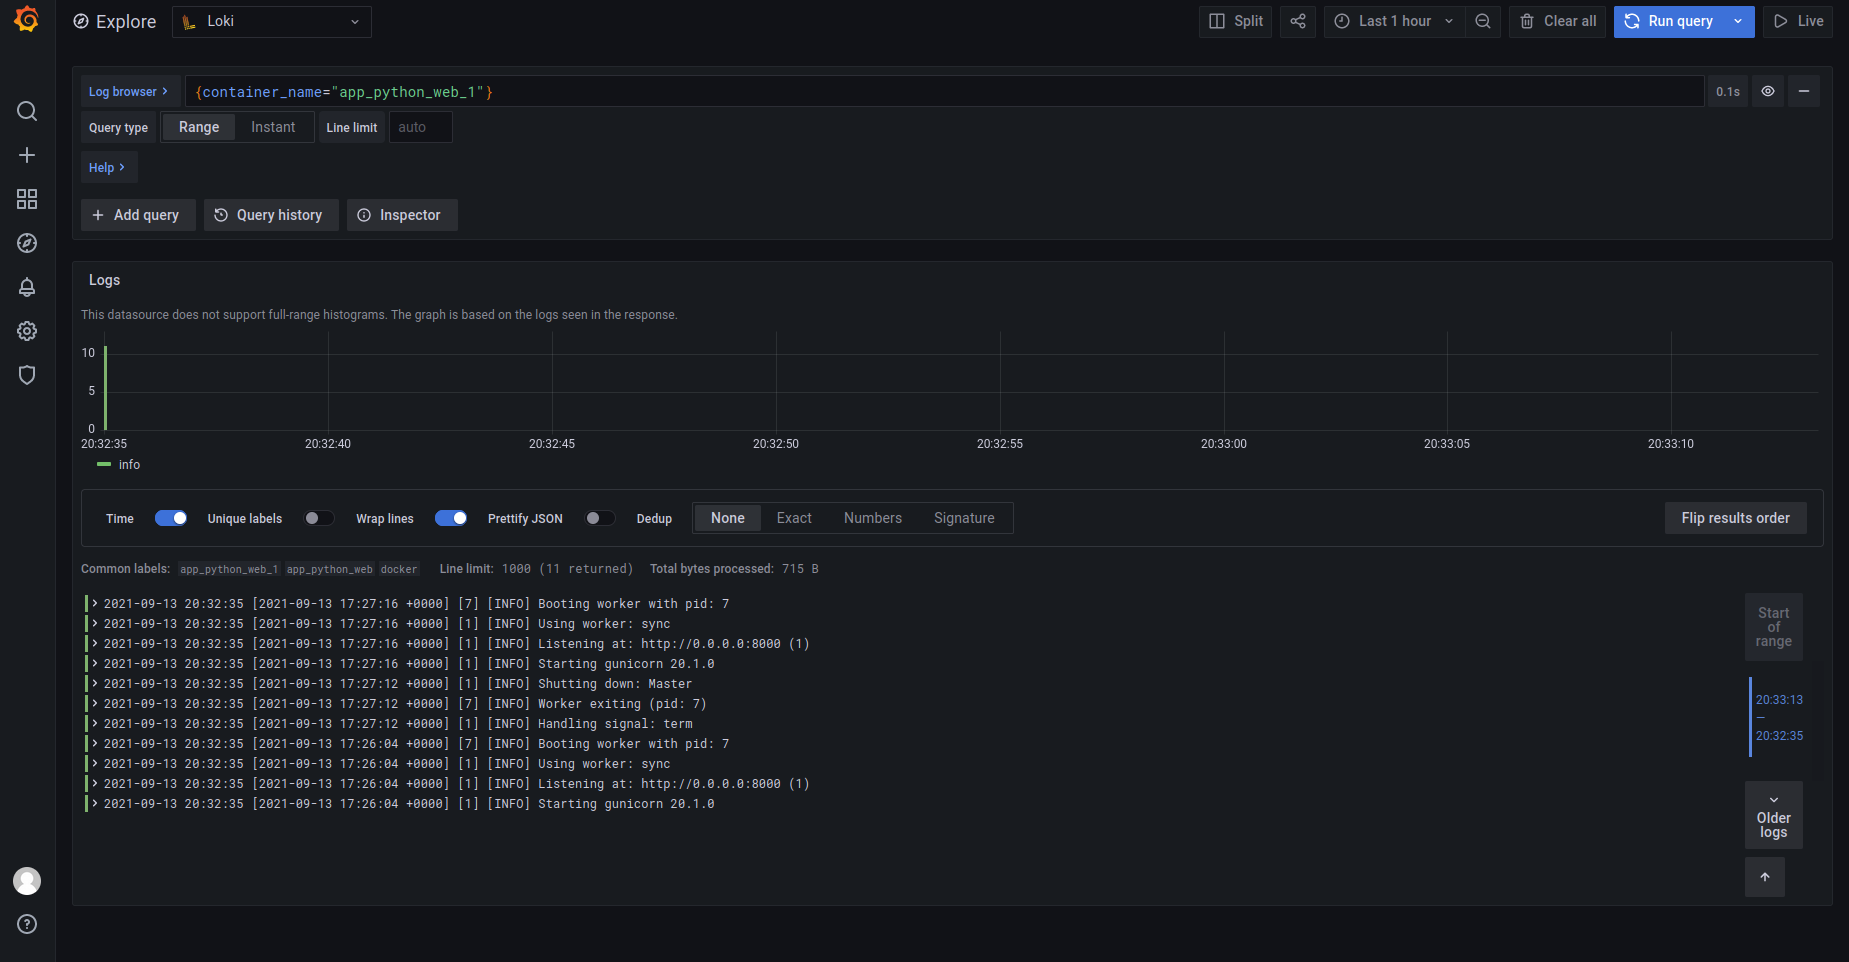 Explore
Loki
Split
Last 1 hour
Clear all
Run query
Live
Log browser
{container_name="app_python_web_1"}
0.1s
Query type
Range
Instant
Line limit
auto
Help
Add query
Query history
Inspector
Logs
This datasource does not support full-range histograms. The graph is based on the logs seen in the response.
10
5
0
20:32:35
20:32:40
20:32:45
20:32:50
20:32:55
20:33:00
20:33:05
20:33:10
info
Time
Unique labels
Wrap lines
Prettify JSON
Dedup
None
Exact
Numbers
Signature
Flip results order
Common labels: app_python_web_1 app_python_web docker Line limit: 1000 (11 returned) Total bytes processed: 715 B
2021-09-13 20:32:35 [2021-09-13 17:27:16 +0000] [7] [INFO] Booting worker with pid: 7
2021-09-13 20:32:35 [2021-09-13 17:27:16 +0000] [1] [INFO] Using worker: sync
2021-09-13 20:32:35 [2021-09-13 17:27:16 +0000] [1] [INFO] Listening at: http://0.0.0.0:8000 (1)
2021-09-13 20:32:35 [2021-09-13 17:27:16 +0000] [1] [INFO] Starting gunicorn 20.1.0
2021-09-13 20:32:35 [2021-09-13 17:27:12 +0000] [1] [INFO] Shutting down: Master
2021-09-13 20:32:35 [2021-09-13 17:27:12 +0000] [7] [INFO] Worker exiting (pid: 7)
2021-09-13 20:32:35 [2021-09-13 17:27:12 +0000] [1] [INFO] Handling signal: term
2021-09-13 20:32:35 [2021-09-13 17:26:04 +0000] [7] [INFO] Booting worker with pid: 7
2021-09-13 20:32:35 [2021-09-13 17:26:04 +0000] [1] [INFO] Using worker: sync
2021-09-13 20:32:35 [2021-09-13 17:26:04 +0000] [1] [INFO] Listening at: http://0.0.0.0:8000 (1)
2021-09-13 20:32:35 [2021-09-13 17:26:04 +0000] [1] [INFO] Starting gunicorn 20.1.0
Start
of
range
20:33:13
—
20:32:35
Older
logs